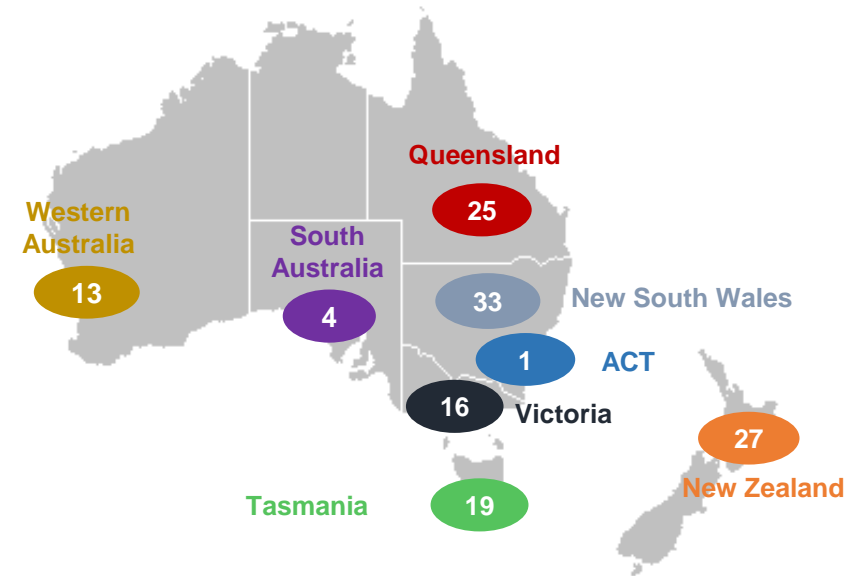 Queensland
25
Western
Australia
13
South
Australia
4
33
New South Wales
1
ACT
16
Victoria
27
New Zealand
Tasmania
19